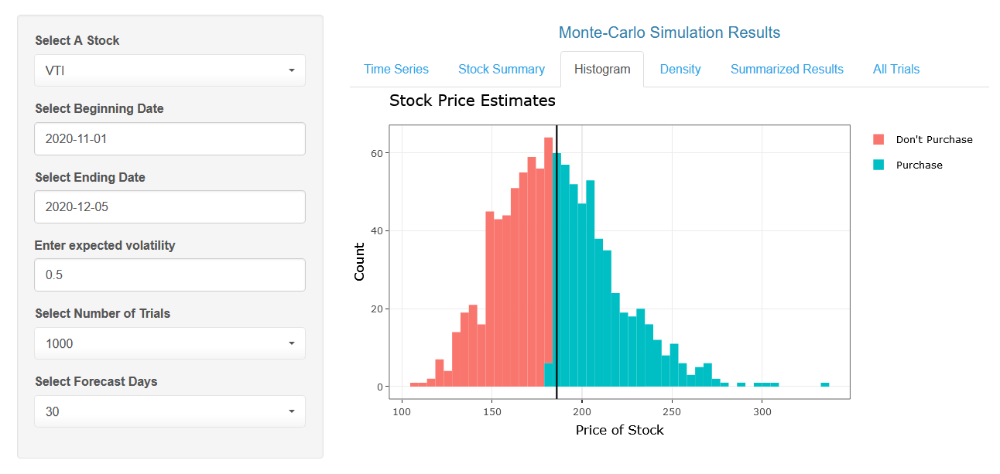 Select A Stock
VTI
Select Beginning Date
2020-11-01
Select Ending Date
2020-12-05
Enter expected volatility
0.5
Select Number of Trials
1000
Select Forecast Days
30
Monte-Carlo Simulation Results
Time Series Stock Summary Histogram Density Summarized Results All Trials
Stock Price Estimates
Count
60
40
20
0
100 150 200 250 300
Price of Stock
Don't Purchase
Purchase